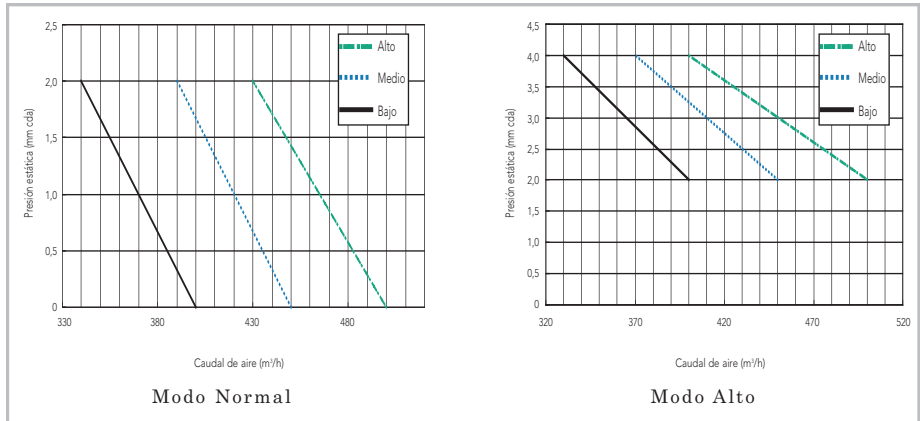 2,5
2,0
1,5
1,0
0,5
0
Presión estática (mm cda)
330
380
430
480
Caudal de aire (m³/h)
Alto
Medio
Bajo
Modo Normal
4,5
4,0
3,5
3,0
2,5
2,0
1,5
1,0
0,5
0
Presión estática (mm cda)
320
370
420
470
520
Caudal de aire (m³/h)
Alto
Medio
Bajo
Modo Alto